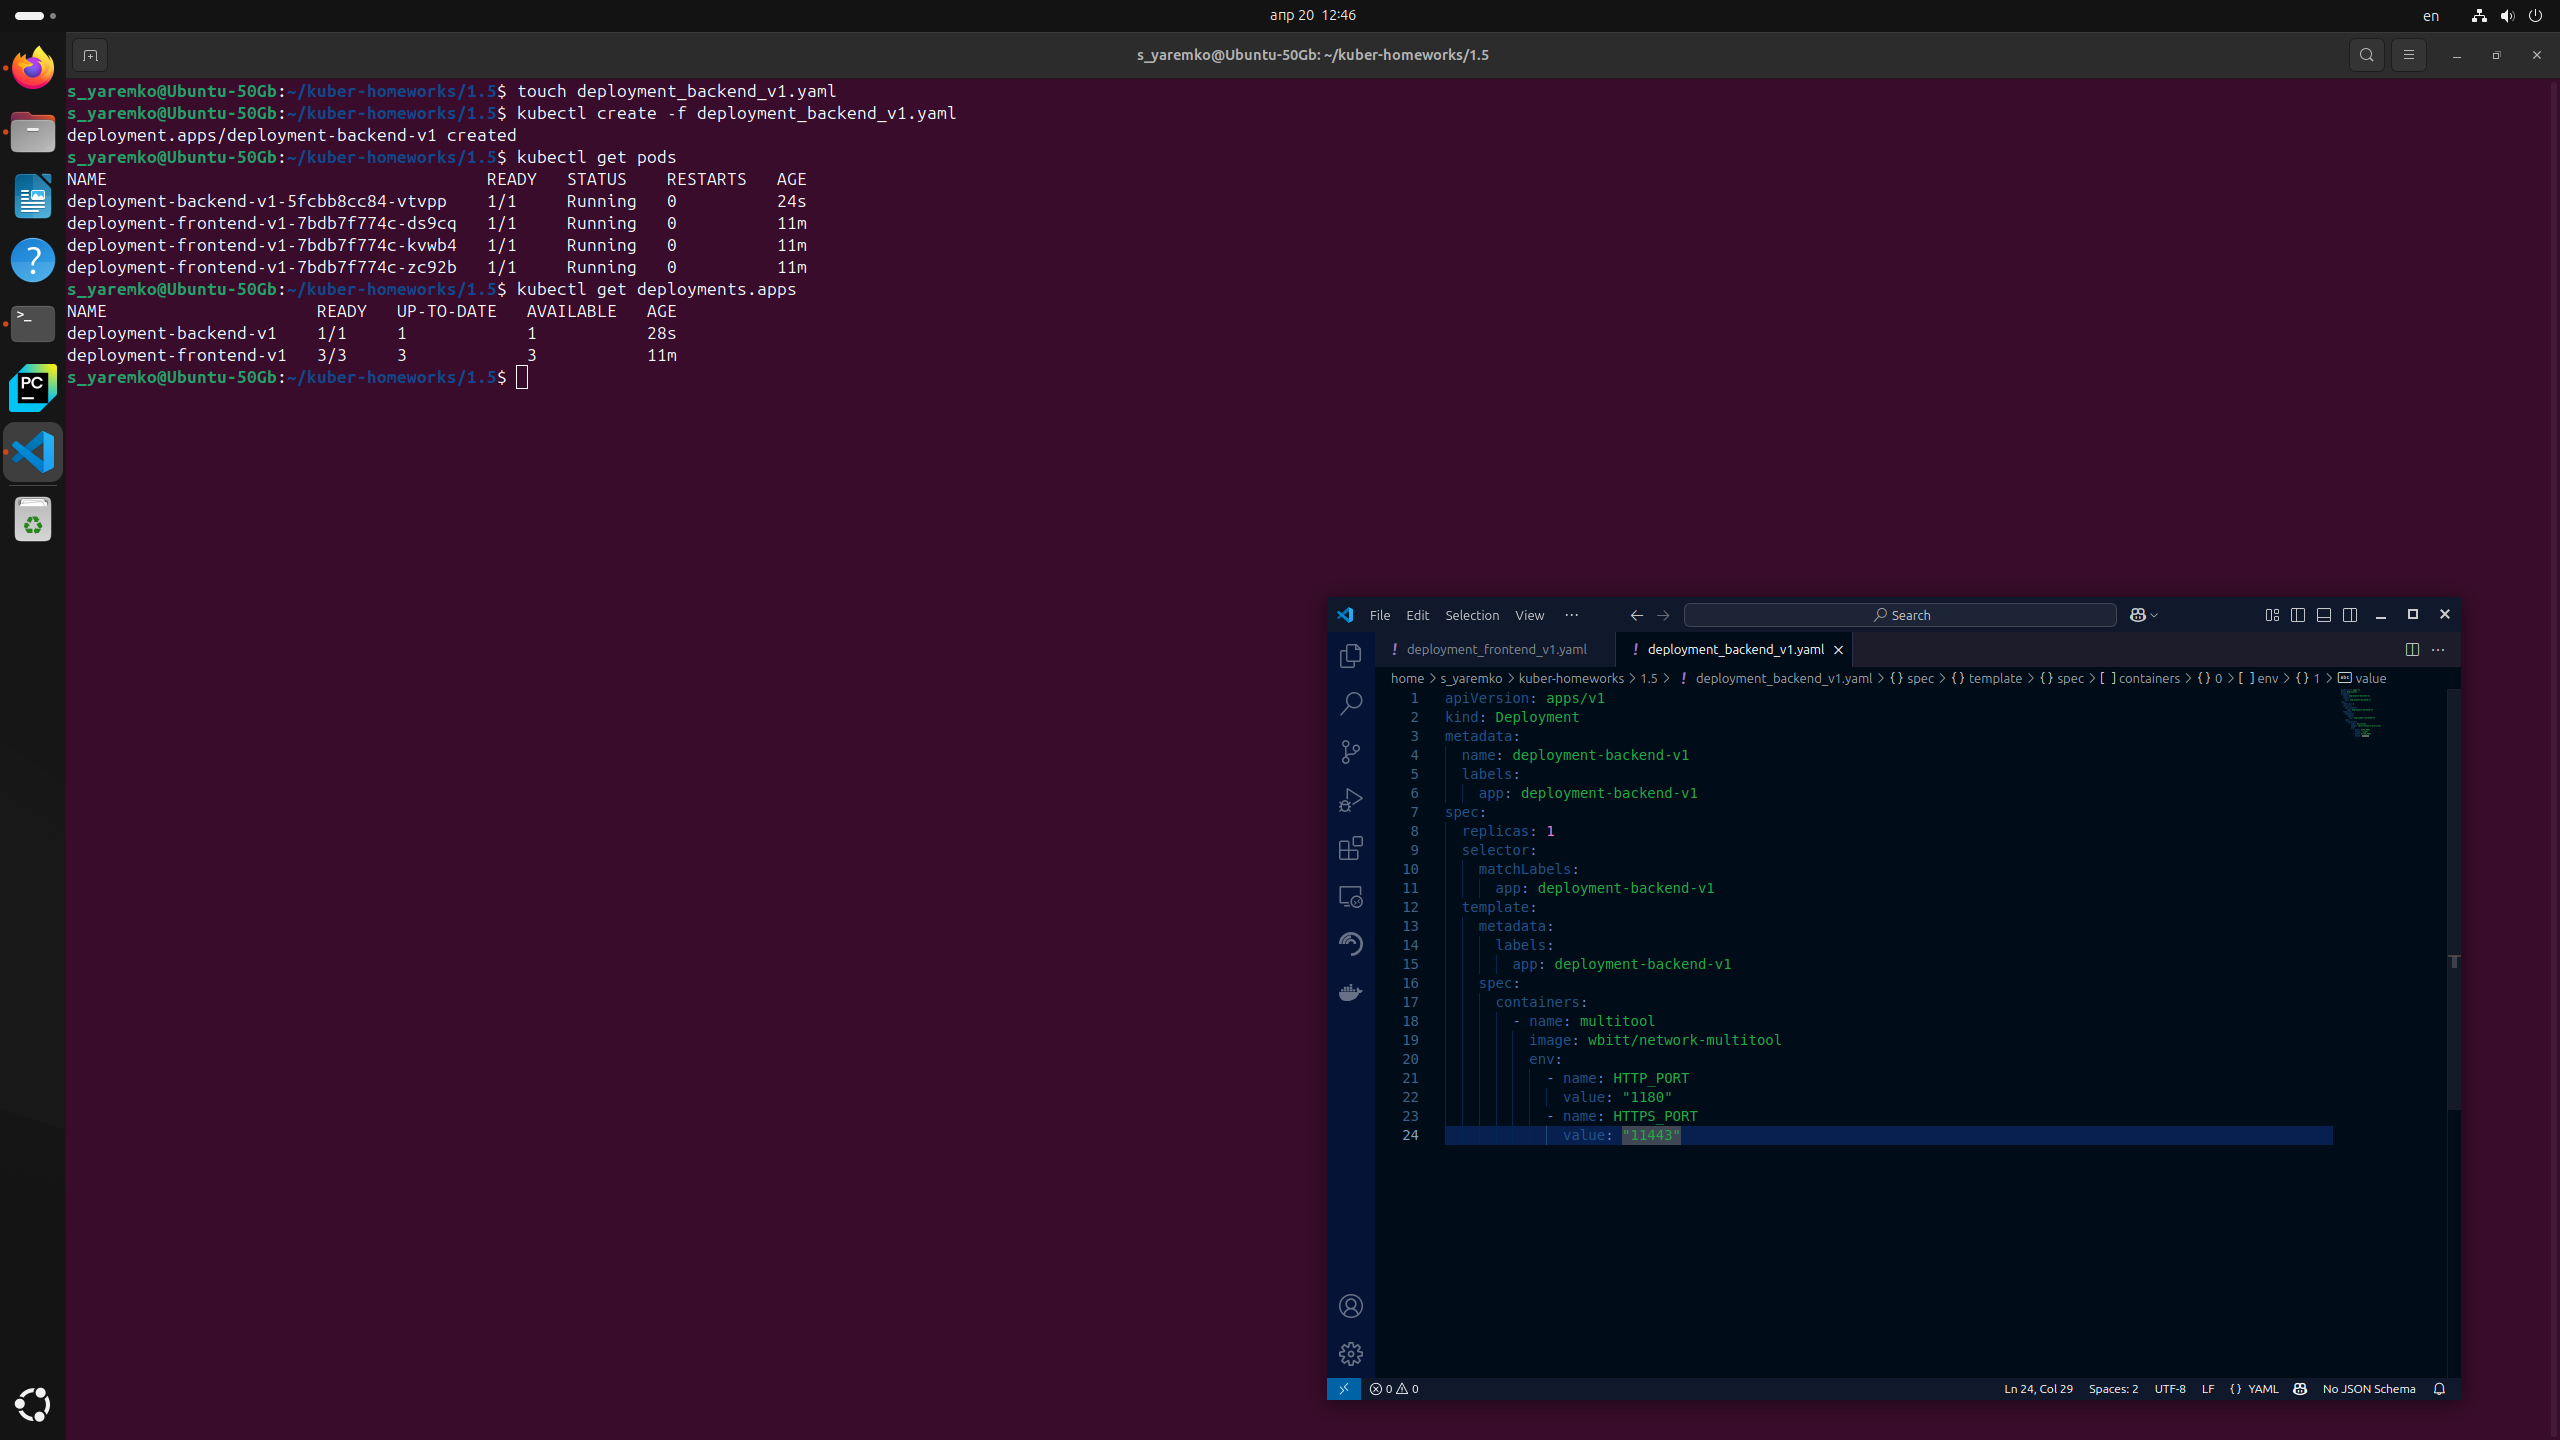 апр 20 12:46
en
s_yaremko@Ubuntu-50Gb: ~/kuber-homeworks/1.5
s_yaremko@Ubuntu-50Gb:~/kuber-homeworks/1.5$ touch deployment_backend_v1.yaml
s_yaremko@Ubuntu-50Gb:~/kuber-homeworks/1.5$ kubectl create -f deployment_backend_v1.yaml
deployment.apps/deployment-backend-v1 created
s_yaremko@Ubuntu-50Gb:~/kuber-homeworks/1.5$ kubectl get pods
NAME READY STATUS RESTARTS AGE
deployment-backend-v1-5fcbb8cc84-vtvpp 1/1 Running 0 24s
deployment-frontend-v1-7bdb7f774c-ds9cq 1/1 Running 0 11m
deployment-frontend-v1-7bdb7f774c-kvwb4 1/1 Running 0 11m
deployment-frontend-v1-7bdb7f774c-zc92b 1/1 Running 0 11m
s_yaremko@Ubuntu-50Gb:~/kuber-homeworks/1.5$ kubectl get deployments.apps
NAME READY UP-TO-DATE AVAILABLE AGE
deployment-backend-v1 1/1 1 1 28s
deployment-frontend-v1 3/3 3 3 11m
s_yaremko@Ubuntu-50Gb:~/kuber-homeworks/1.5$
PC
File Edit Selection View ··· Search
! deployment_frontend_v1.yaml ! deployment_backend_v1.yaml
home > s_yaremko > kuber-homeworks > 1.5 > ! deployment_backend_v1.yaml > {} spec > {} template > {} spec > [ ] containers > {} 0 > [ ] env > {} 1 > value
1 apiVersion: apps/v1
2 kind: Deployment
3 metadata:
4 name: deployment-backend-v1
5 labels:
6 app: deployment-backend-v1
7 spec:
8 replicas: 1
9 selector:
10 matchLabels:
11 app: deployment-backend-v1
12 template:
13 metadata:
14 labels:
15 app: deployment-backend-v1
16 spec:
17 containers:
18 - name: multitool
19 image: wbitt/network-multitool
20 env:
21 - name: HTTP_PORT
22 value: "1180"
23 - name: HTTPS_PORT
24 value: "11443"
0 0 Ln 24, Col 29 Spaces: 2 UTF-8 LF {} YAML No JSON Schema